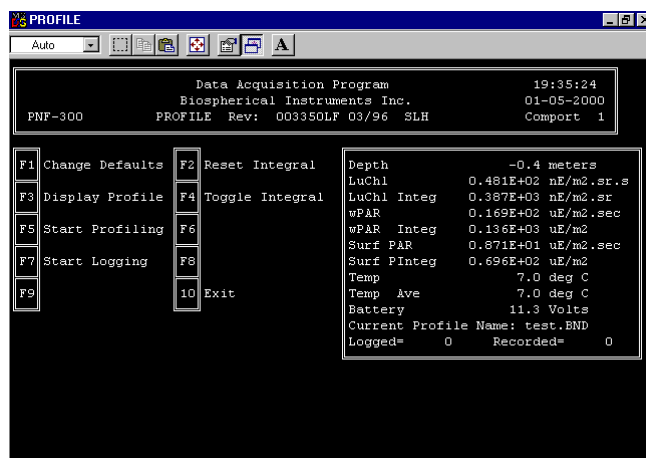 PROFILE
Auto
A
Data Acquisition Program 19:35:24
Biospherical Instruments Inc. 01-05-2000
PNF-300 PROFILE Rev: 003350LF 03/96 SLH Comport 1
F1 Change Defaults F2 Reset Integral
F3 Display Profile F4 Toggle Integral
F5 Start Profiling F6
F7 Start Logging F8
F9 10 Exit
Depth -0.4 meters
LuChl 0.481E+02 nE/m2.sr.s
LuChl Integ 0.387E+03 nE/m2.sr
wPAR 0.169E+02 uE/m2.sec
wPAR Integ 0.136E+03 uE/m2
Surf PAR 0.871E+01 uE/m2.sec
Surf PInteg 0.696E+02 uE/m2
Temp 7.0 deg C
Temp Ave 7.0 deg C
Battery 11.3 Volts
Current Profile Name: test.BND
Logged= 0 Recorded= 0